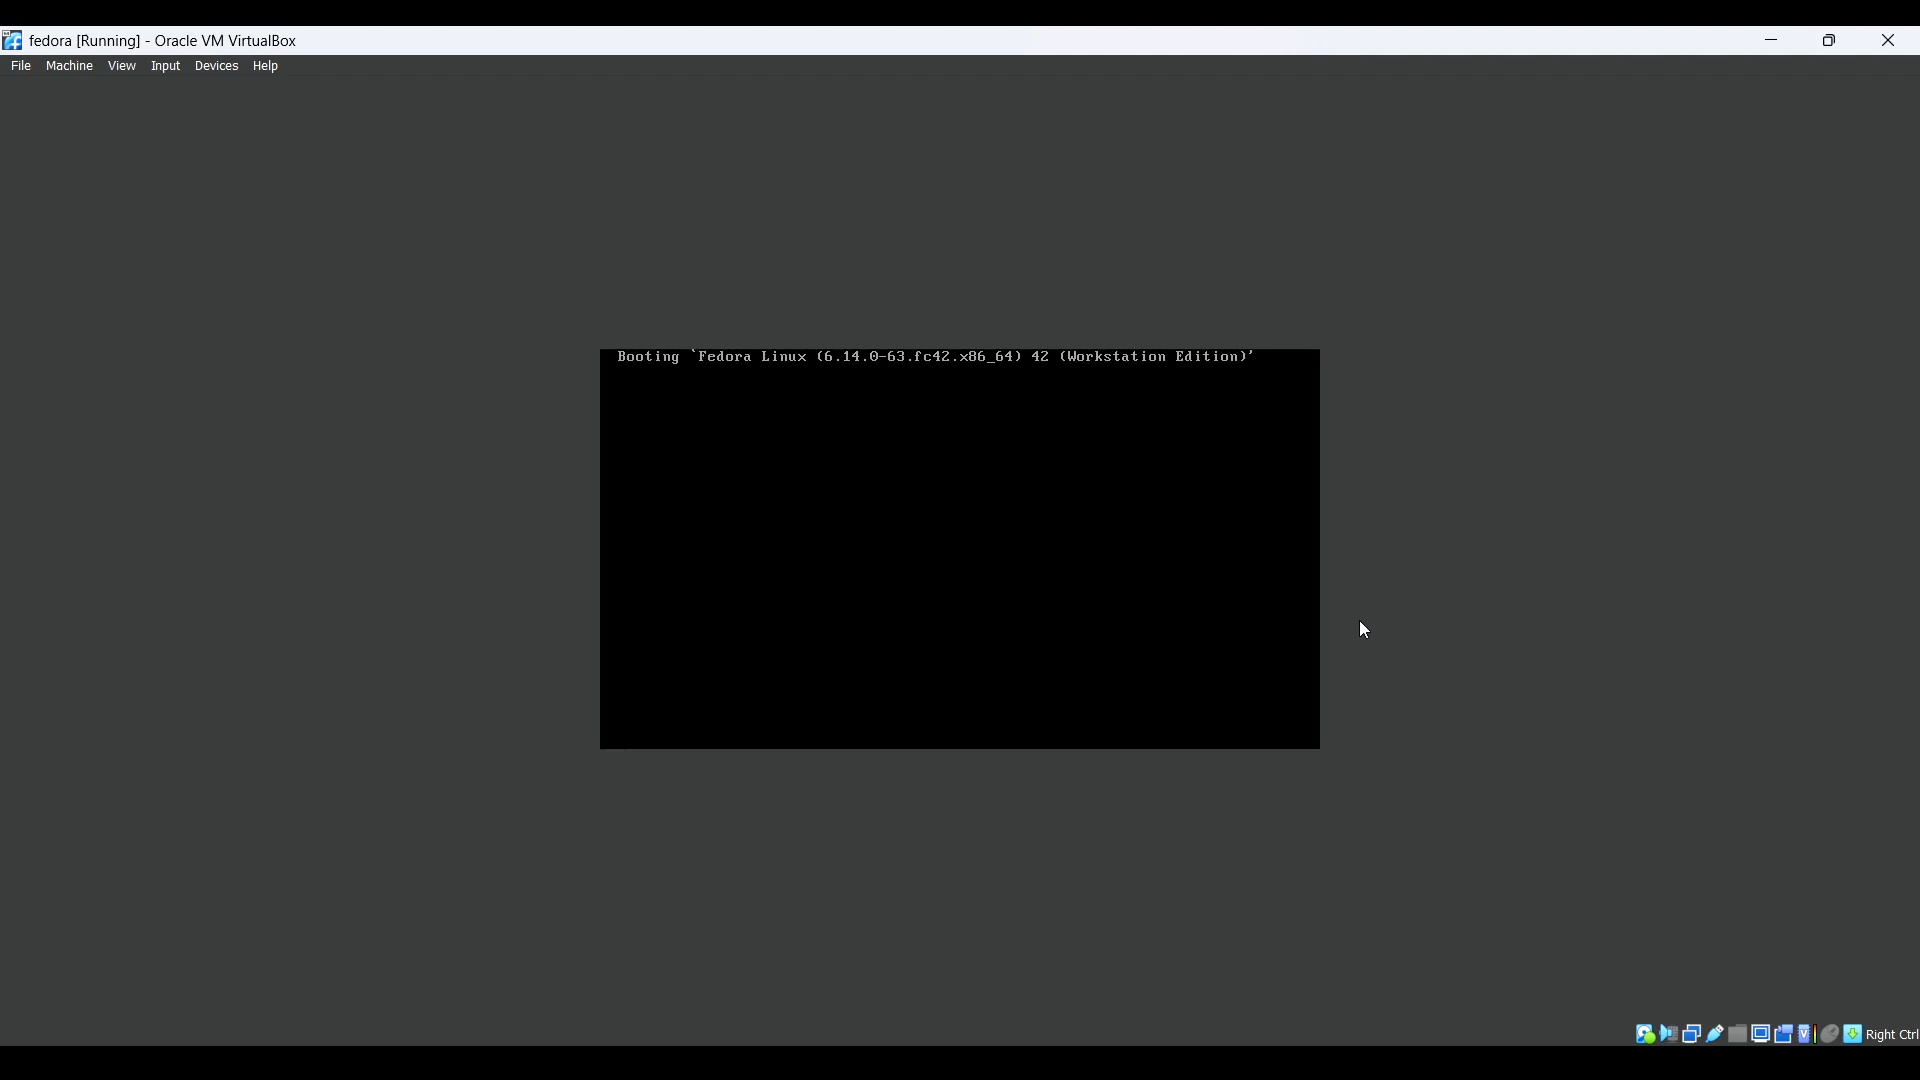 fedora [Running] - Oracle VM VirtualBox
File Machine View Input Devices Help
Booting `Fedora Linux (6.14.0-63.fc42.x86_64) 42 (Workstation Edition)'
Right Ctrl